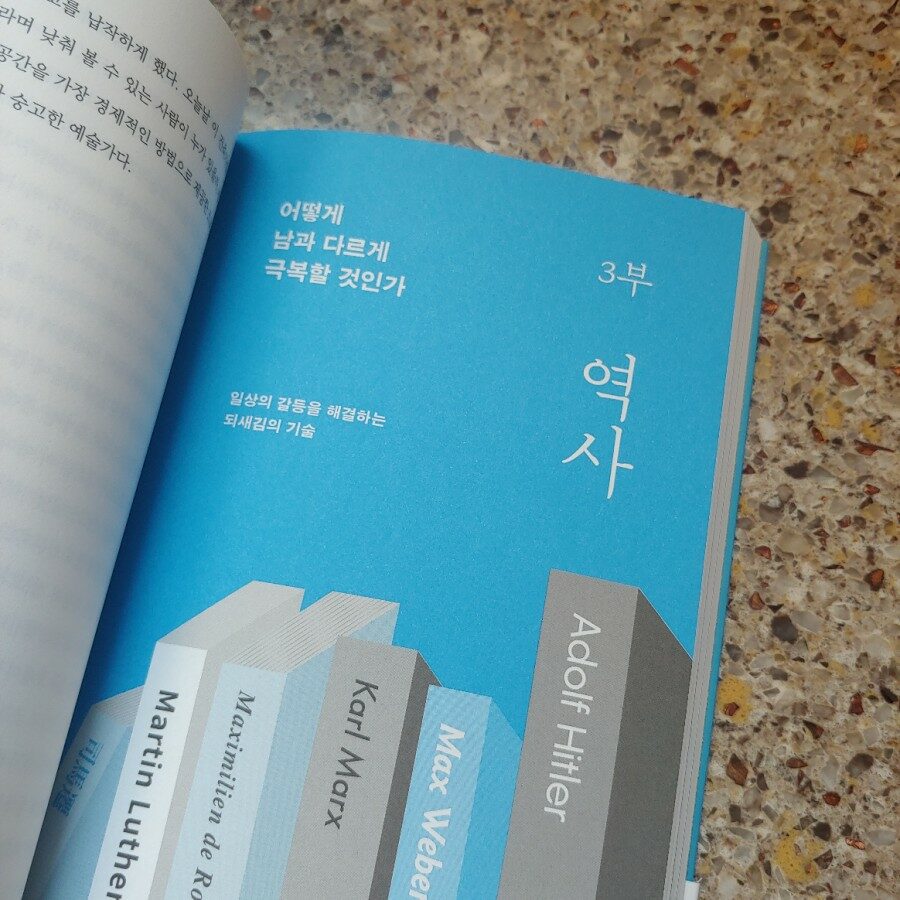 를 납작하게 했다. 오늘날 이
라며 낮춰 볼 수 있는 사람이 누가
공간을 가장 경제적인 방법으로
숭고한 예술가다.
어떻게
남과 다르게
극복할 것인가
3부
역사
일상의 갈등을 해결하는
되새김의 기술
司馬遷
Martin Luther
Maximilien de Ro
Karl Marx
Max Weber
Adolf Hitler